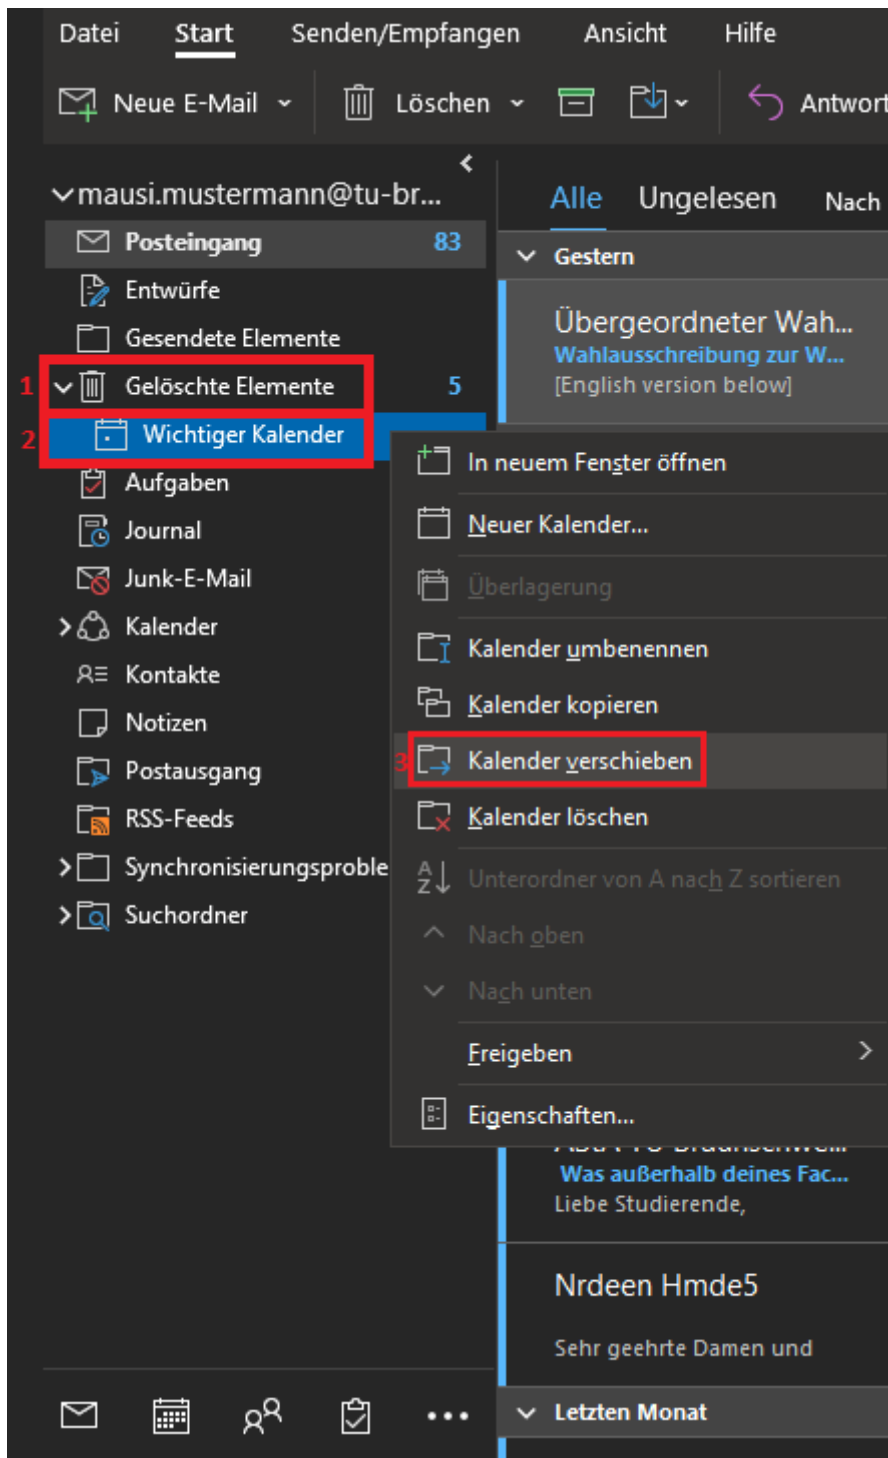 Datei Start Senden/Empfangen Ansicht Hilfe
Neue E-Mail Löschen Antwort
mausi.mustermann@tu-br...
Posteingang 83
Entwürfe
Gesendete Elemente
1 Gelöschte Elemente 5
2 Wichtiger Kalender
Aufgaben
Journal
Junk-E-Mail
Kalender
Kontakte
Notizen
Postausgang
RSS-Feeds
Synchronisierungsproble
Suchordner
Alle Ungelesen Nach
Gestern
Übergeordneter Wah...
Wahlausschreibung zur W...
[English version below]
In neuem Fenster öffnen
Neuer Kalender...
Überlagerung
Kalender umbenennen
Kalender kopieren
3 Kalender verschieben
Kalender löschen
Unterordner von A nach Z sortieren
Nach oben
Nach unten
Freigeben
Eigenschaften...
Was außerhalb deines Fac...
Liebe Studierende,
Nrdeen Hmde5
Sehr geehrte Damen und
Letzten Monat